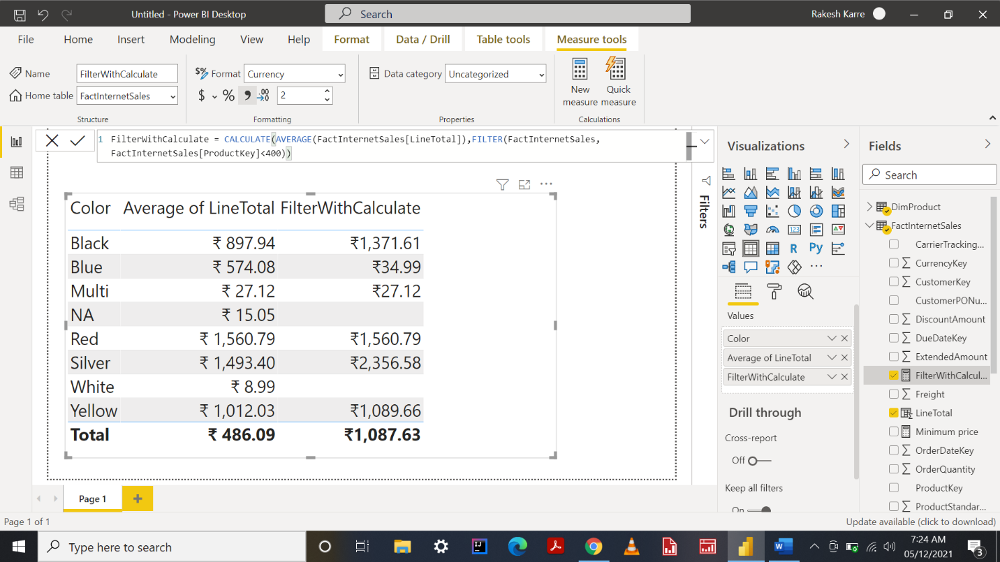 Untitled - Power BI Desktop
Search
Rakesh Karre
File Home Insert Modeling View Help Format Data / Drill Table tools Measure tools
Name FilterWithCalculate
Home table FactInternetSales
Structure
$% Format Currency
$ % 9 .00 →.0 2
Formatting
Data category Uncategorized
Properties
New measure
Quick measure
Calculations
1 FilterWithCalculate = CALCULATE(AVERAGE(FactInternetSales[LineTotal]),FILTER(FactInternetSales,
FactInternetSales[ProductKey]<400))
Color Average of LineTotal FilterWithCalculate
Black ₹ 897.94 ₹1,371.61
Blue ₹ 574.08 ₹34.99
Multi ₹ 27.12 ₹27.12
NA ₹ 15.05
Red ₹ 1,560.79 ₹1,560.79
Silver ₹ 1,493.40 ₹2,356.58
White ₹ 8.99
Yellow ₹ 1,012.03 ₹1,089.66
Total ₹ 486.09 ₹1,087.63
Filters
Visualizations
123
R Py
...
Values
Color
Average of LineTotal
FilterWithCalculate
Drill through
Cross-report
Off
Keep all filters
On
Fields
Search
DimProduct
FactInternetSales
CarrierTracking...
CurrencyKey
CustomerKey
CustomerPONu...
DiscountAmount
DueDateKey
ExtendedAmount
FilterWithCalcul...
Freight
LineTotal
Minimum price
OrderDateKey
OrderQuantity
ProductKey
ProductStandar...
Page 1
Page 1 of 1
Update available (click to download)
Type here to search
IJ
W
7:24 AM
05/12/2021
3